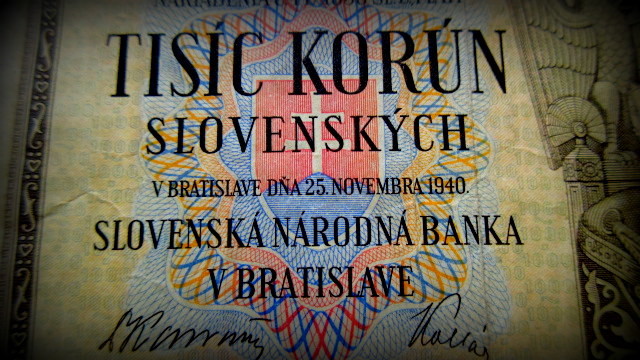 TISÍC KORÚN
SLOVENSKÝCH
V BRATISLAVE DŇA 25. NOVEMBRA 1940.
SLOVENSKÁ NÁRODNÁ BANKA
V BRATISLAVE